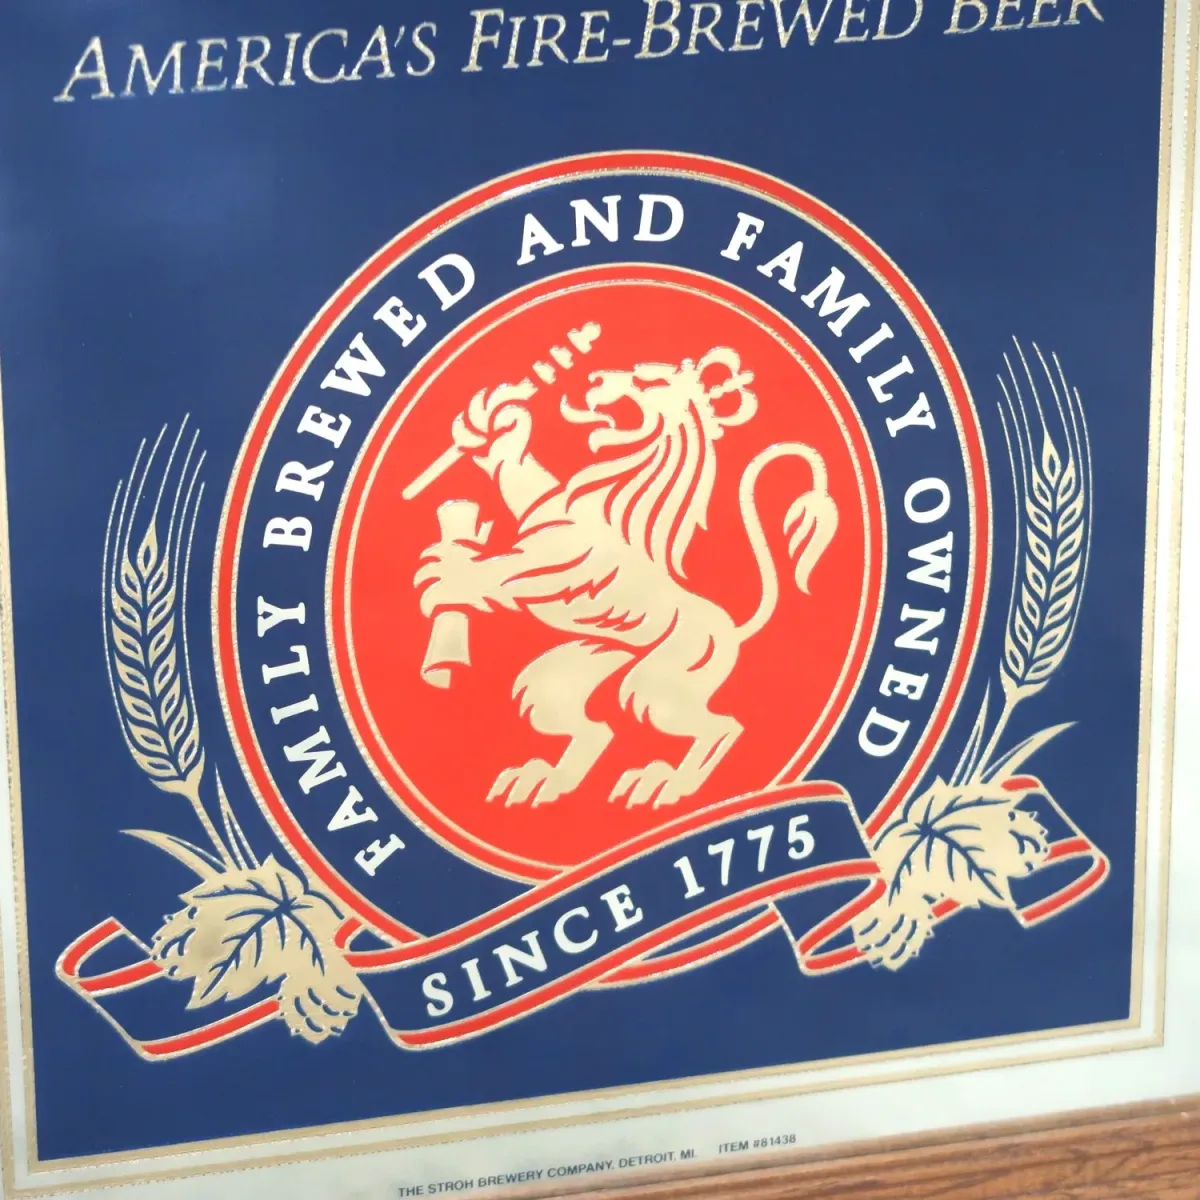 AMERICA'S FIRE-BREWED BEER
FAMILY BREWED AND FAMILY OWNED
SINCE 1775
THE STROH BREWERY COMPANY, DETROIT, MI. ITEM #81438